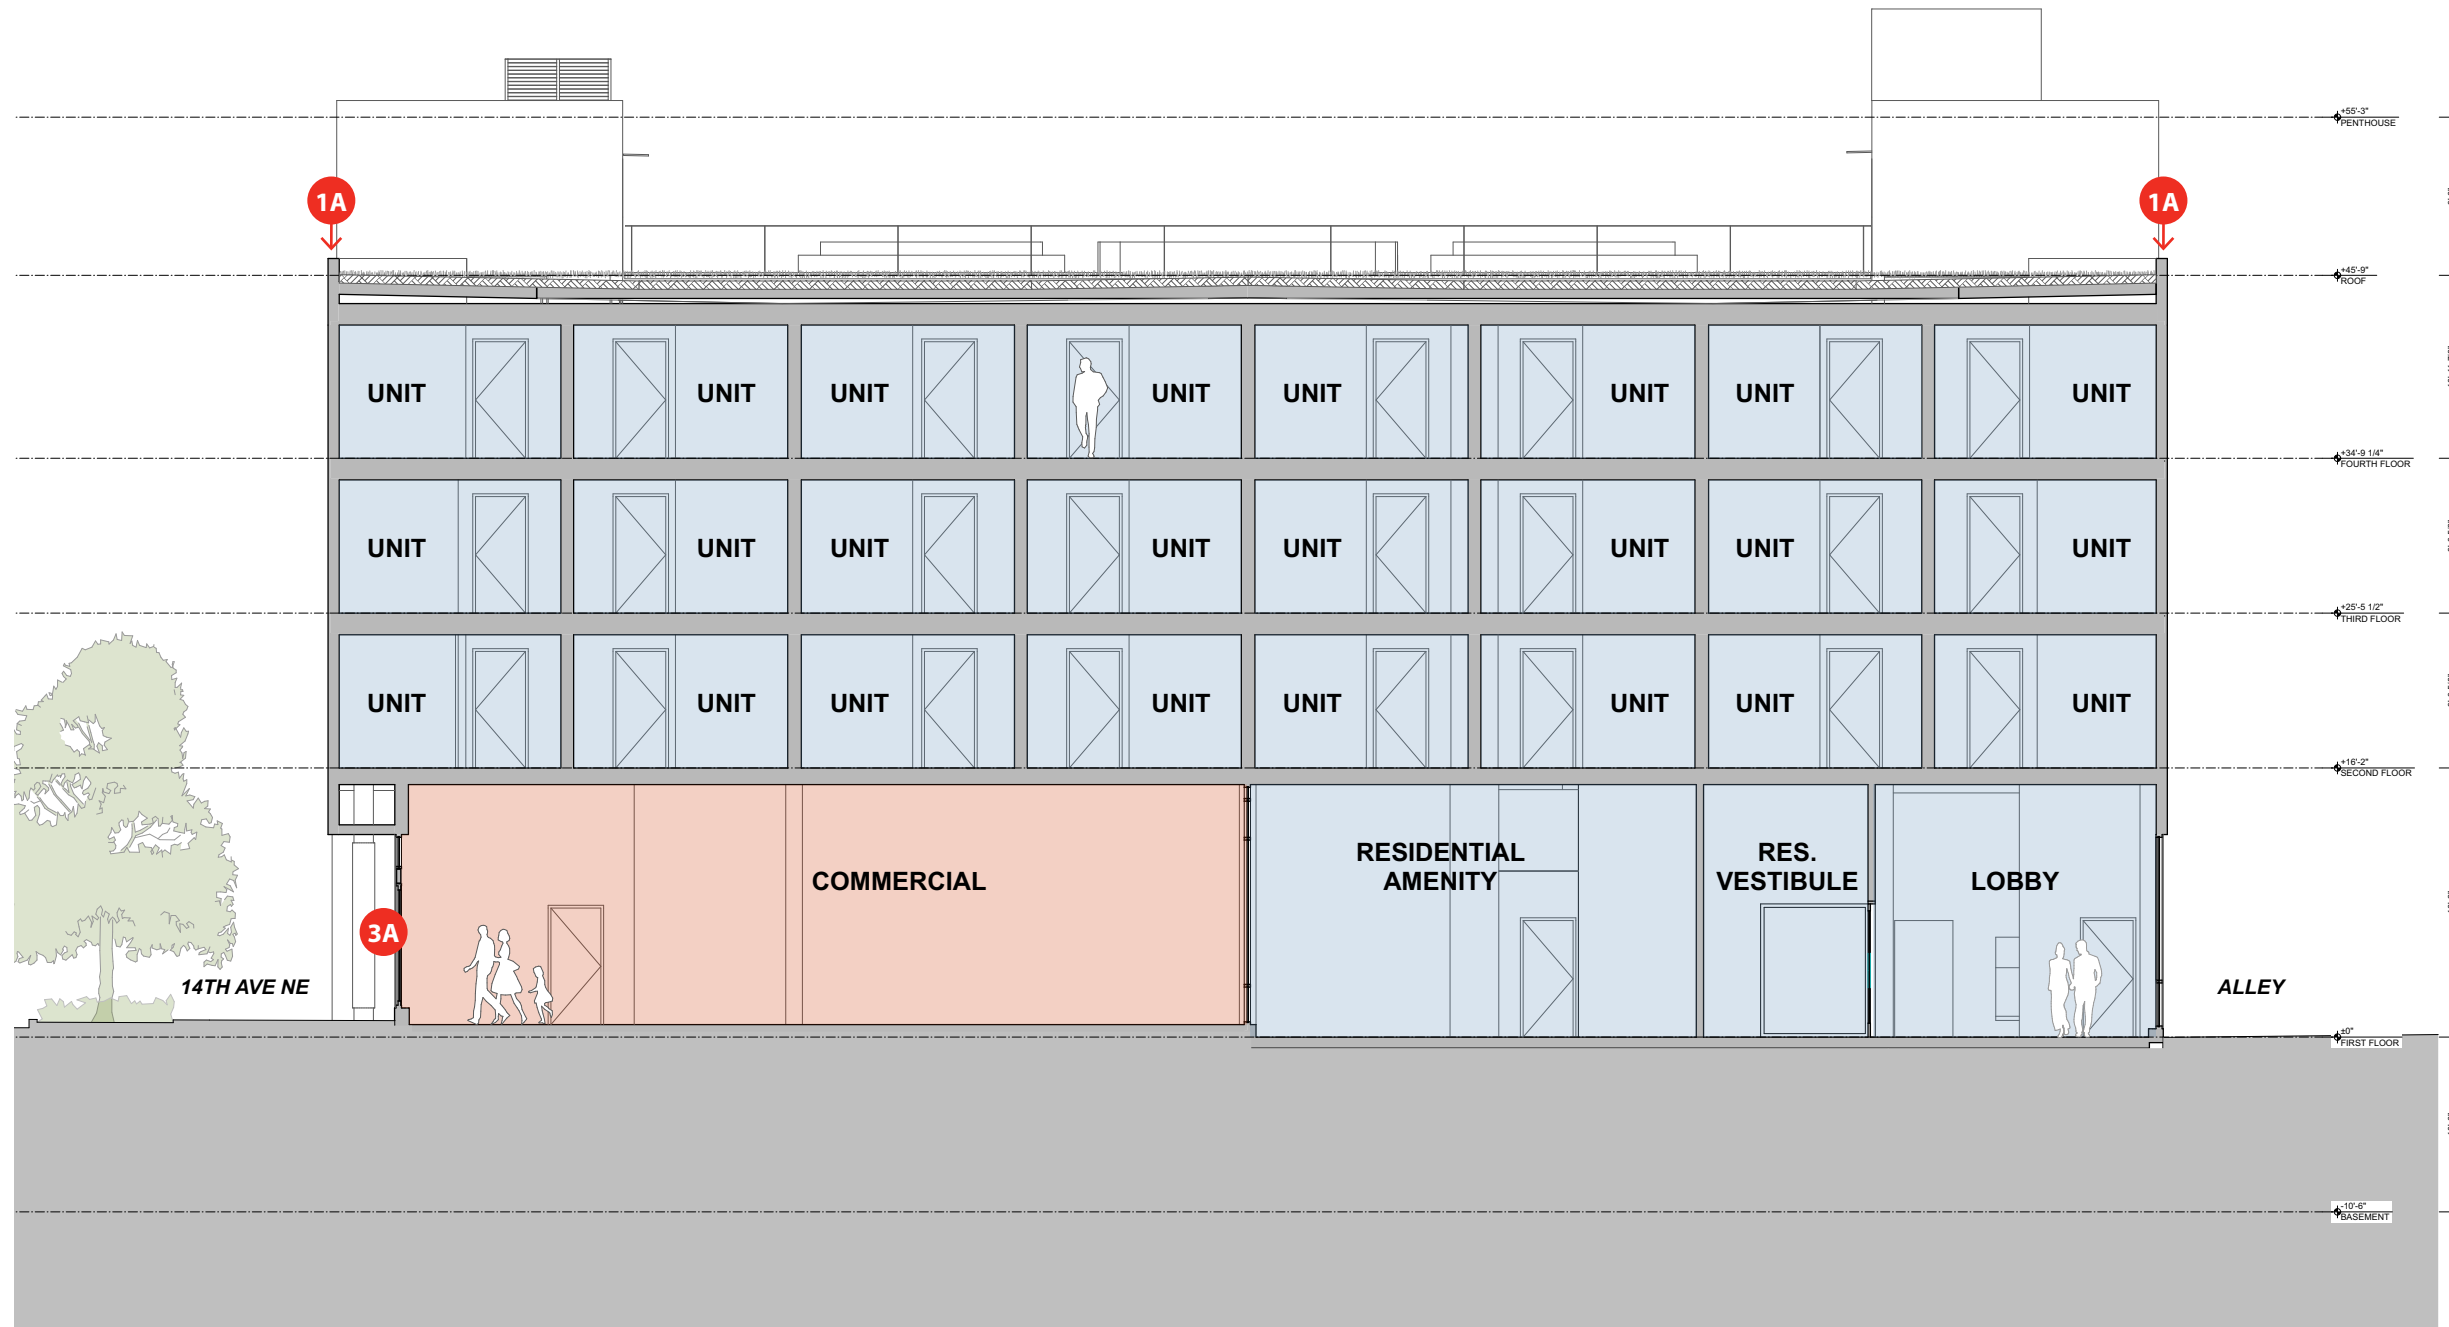 +55'-3"
PENTHOUSE
1A
1A
+45'-9"
ROOF
UNIT UNIT UNIT UNIT UNIT UNIT UNIT UNIT
+34'-9 1/4"
FOURTH FLOOR
UNIT UNIT UNIT UNIT UNIT UNIT UNIT UNIT
+25'-5 1/2"
THIRD FLOOR
UNIT UNIT UNIT UNIT UNIT UNIT UNIT UNIT
+16'-2"
SECOND FLOOR
COMMERCIAL
RESIDENTIAL
AMENITY
RES.
VESTIBULE
LOBBY
3A
14TH AVE NE
ALLEY
±0"
FIRST FLOOR
-10'-6"
BASEMENT